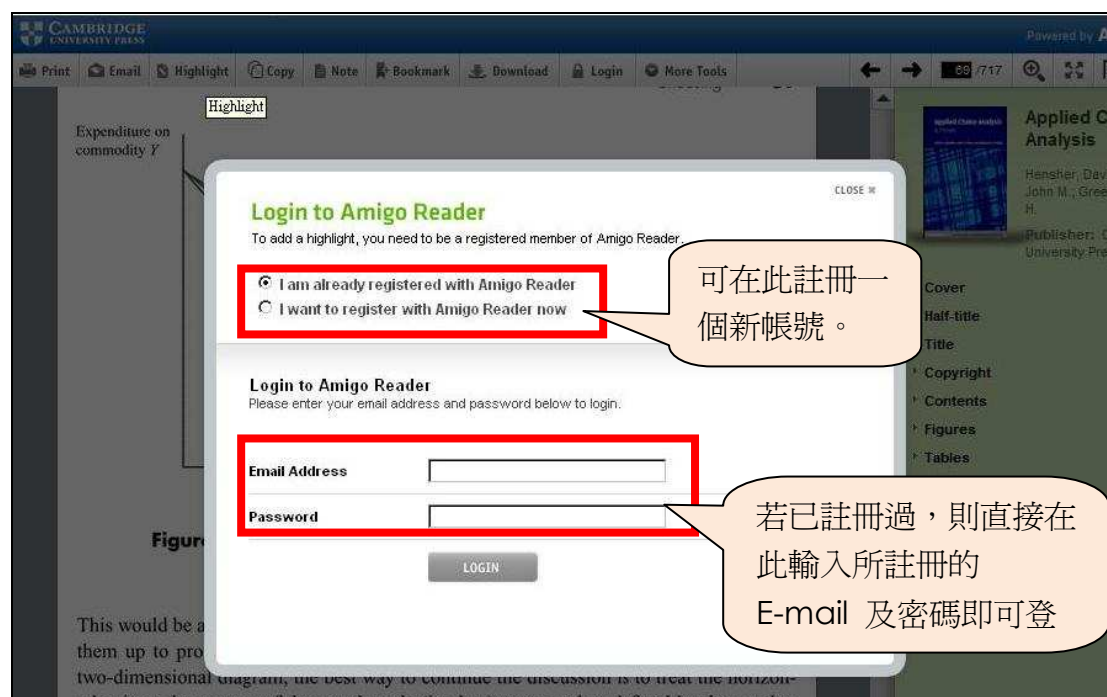 CAMBRIDGE
UNIVERSITY PRESS
Powered by A
Print Email Highlight Copy Note Bookmark Download Login More Tools 69 /717
Highlight
Expenditure on
commodity Y
CLOSE
Login to Amigo Reader
To add a highlight, you need to be a registered member of Amigo Reader.
I am already registered with Amigo Reader
I want to register with Amigo Reader now
可在此註冊一
個新帳號。
Login to Amigo Reader
Please enter your email address and password below to login.
Email Address
Password
LOGIN
若已註冊過，則直接在
此輸入所註冊的
E-mail 及密碼即可登
Applied C
Analysis
Hensher, Dav
John M.; Gree
H.
Publisher: C
University Pre
Cover
Half-title
Title
Copyright
Contents
Figures
Tables
Figur
This would be a
them up to pro
two-dimensional diagram, the best way to continue the discussion is to treat the horizon-